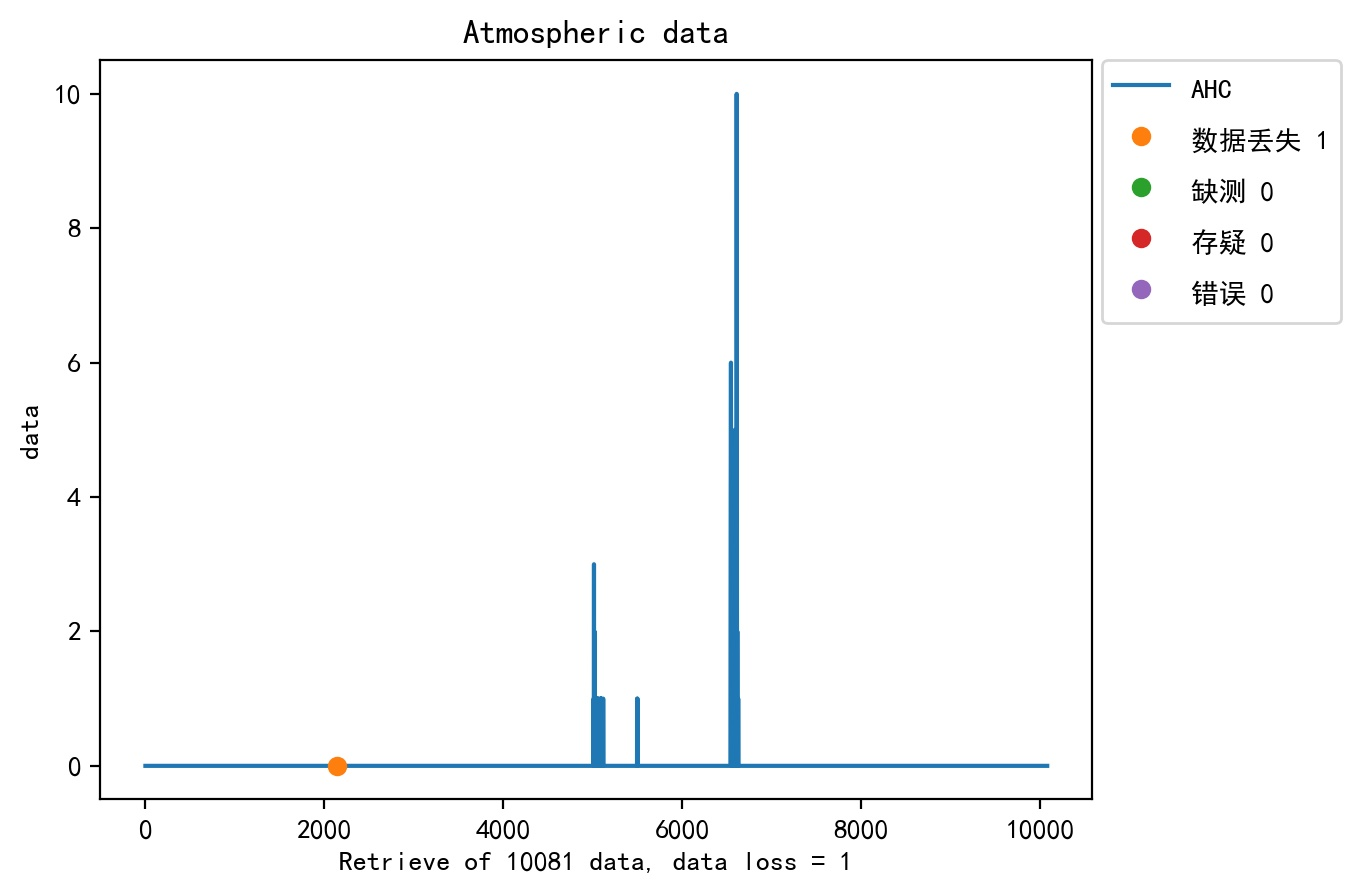 Atmospheric data
10
8
6
4
2
0
data
0 2000 4000 6000 8000 10000
Retrieve of 10081 data, data loss = 1
AHC
数据丢失 1
缺测 0
存疑 0
错误 0